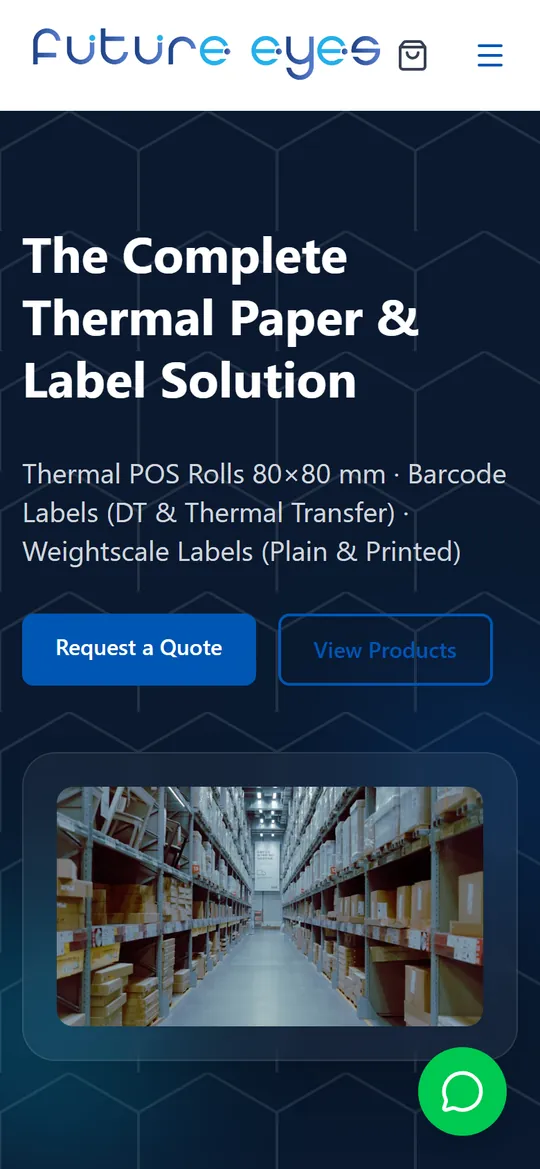 future eyes
The Complete
Thermal Paper &
Label Solution
Thermal POS Rolls 80×80 mm · Barcode
Labels (DT & Thermal Transfer) ·
Weightscale Labels (Plain & Printed)
Request a Quote
View Products